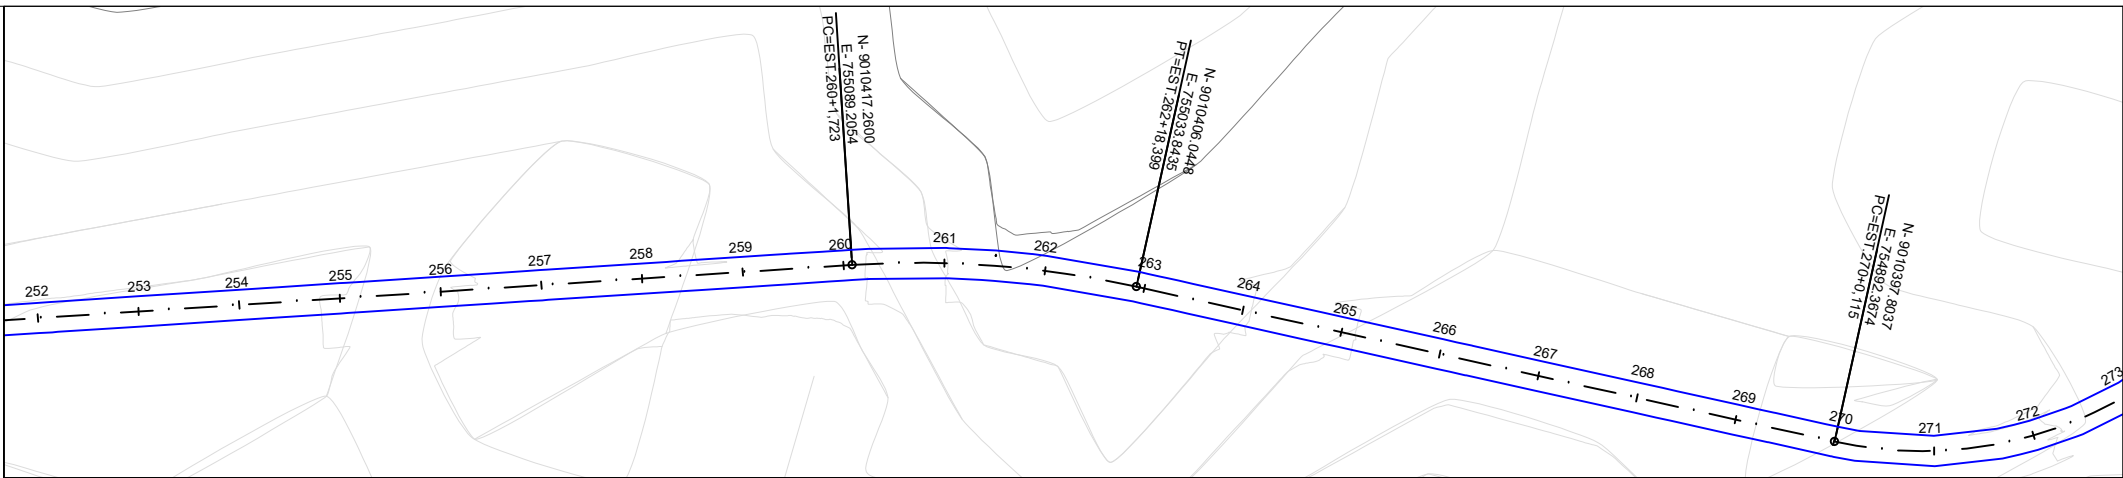 N- 9010417.2600
E- 755089.2054
PC=EST.260+1,723
N- 9010406.0448
E- 755033.8435
PT=EST.262+18,399
N- 9010397.8037
E- 754892.3674
PC=EST.270+0,115
252
253
254
255
256
257
258
259
260
261
262
263
264
265
266
267
268
269
270
271
272
273